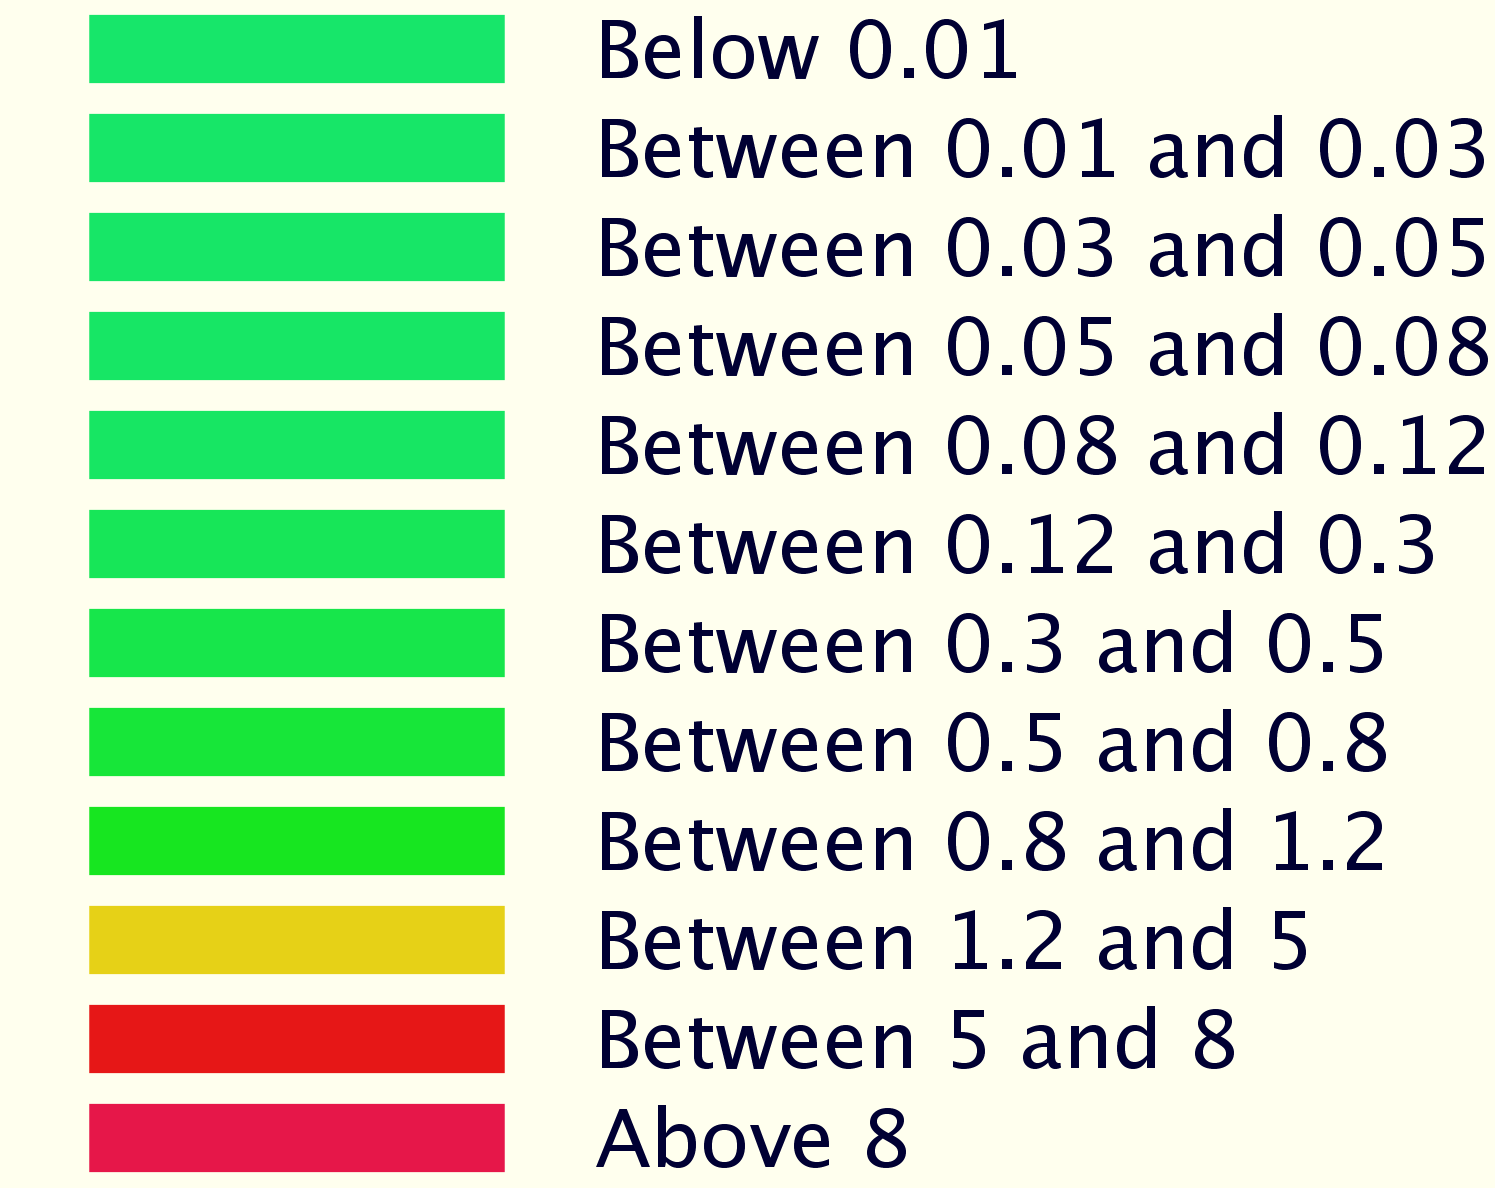 Below 0.01
Between 0.01 and 0.03
Between 0.03 and 0.05
Between 0.05 and 0.08
Between 0.08 and 0.12
Between 0.12 and 0.3
Between 0.3 and 0.5
Between 0.5 and 0.8
Between 0.8 and 1.2
Between 1.2 and 5
Between 5 and 8
Above 8